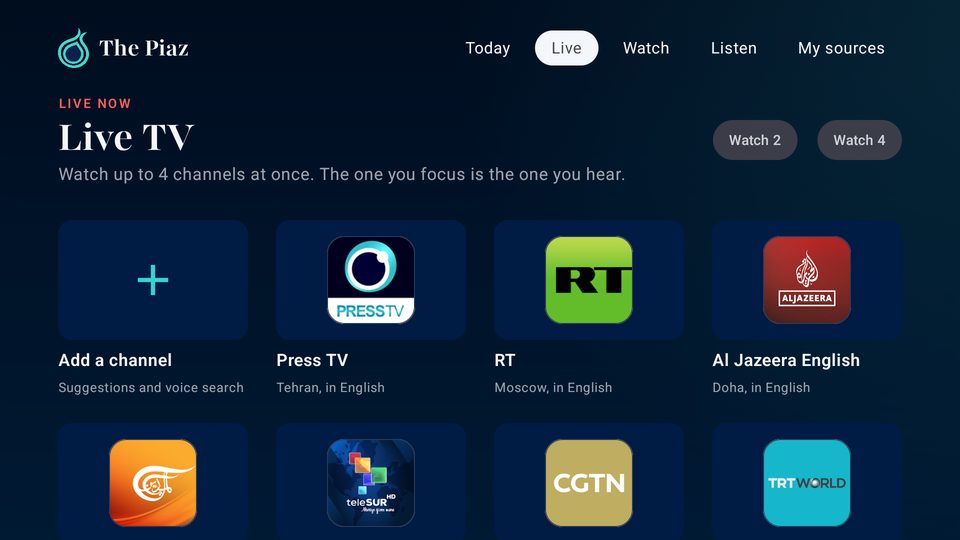 The Piaz
Today
Live
Watch
Listen
My sources
LIVE NOW
Live TV
Watch 2
Watch 4
Watch up to 4 channels at once. The one you focus is the one you hear.
PRESSTV
RT
ALJAZEERA
Add a channel
Press TV
RT
Al Jazeera English
Suggestions and voice search
Tehran, in English
Moscow, in English
Doha, in English
teleSUR HD
CGTN
TRT WORLD